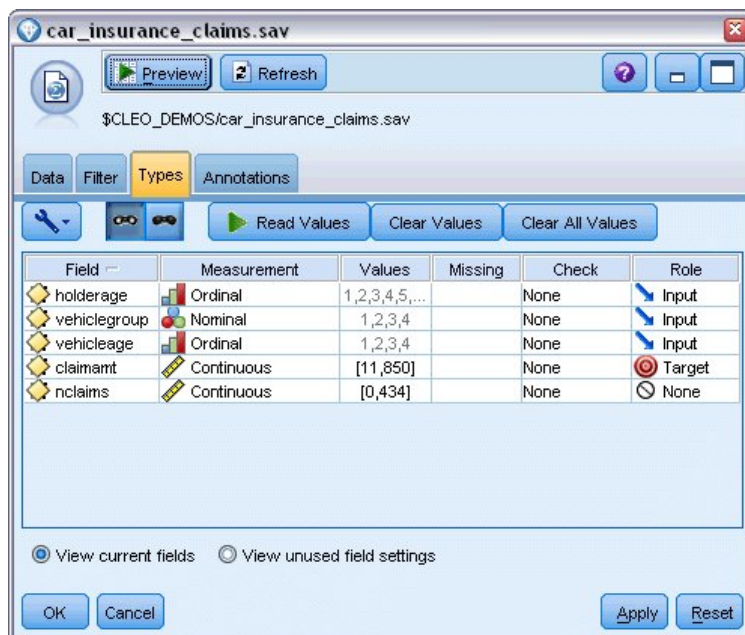 car_insurance_claims.sav
Preview Refresh
$CLEO_DEMOS/car_insurance_claims.sav
Data Filter Types Annotations
Read Values Clear Values Clear All Values
Field Measurement Values Missing Check Role
holderage Ordinal 1,2,3,4,5,... None Input
vehiclegroup Nominal 1,2,3,4 None Input
vehicleage Ordinal 1,2,3,4 None Input
claimamt Continuous [11,850] None Target
nclaims Continuous [0,434] None None
View current fields View unused field settings
OK Cancel Apply Reset